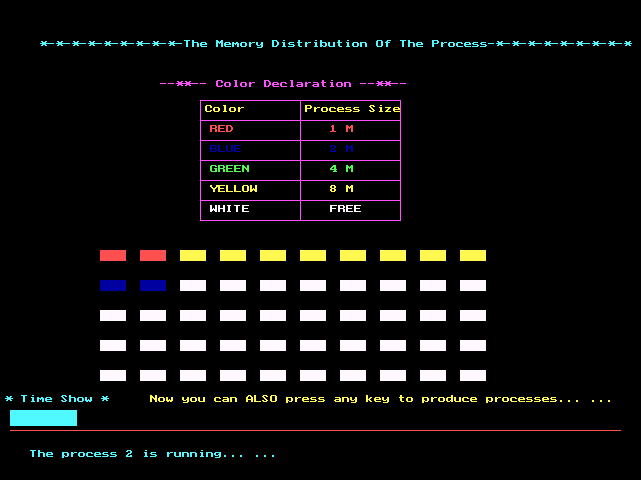 *-*-*-*-*-*-*-*-*-The Memory Distribution Of The Process-*-*-*-*-*-*-*-*-*
--**-- Color Declaration --**--
Color Process Size
RED 1 M
BLUE M
GREEN 4 M
YELLOW 8 M
WHITE FREE
* Time Show * Now you can ALSO press any key to produce processes... ...
The process 2 is running... ...